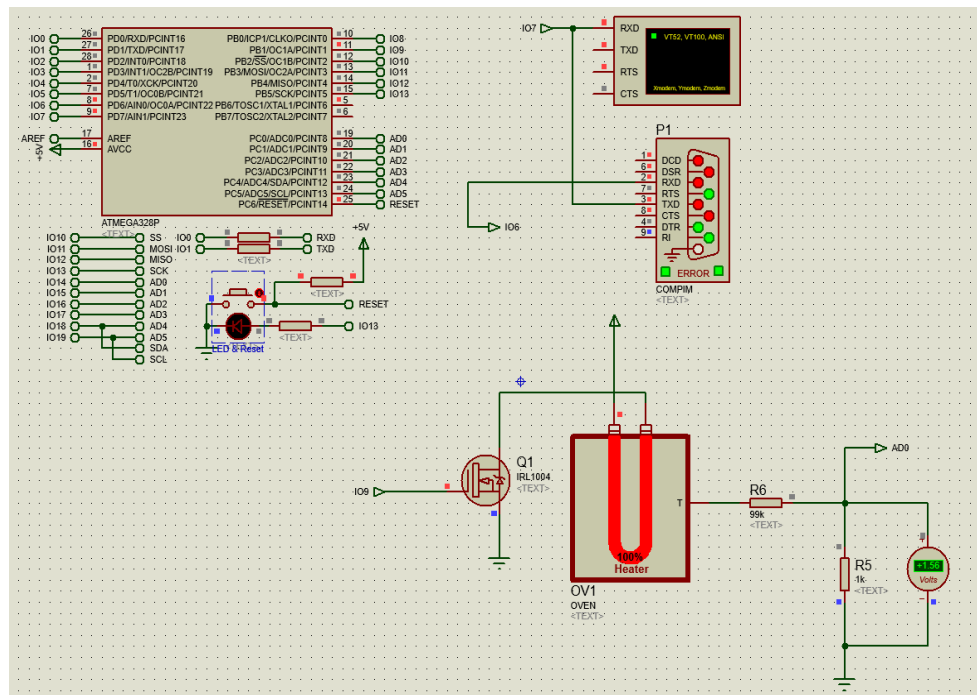 IO0 26 PD0/RXD/PCINT16 PB0/ICP1/CLKO/PCINT0 10 IO8
IO1 27 PD1/TXD/PCINT17 PB1/OC1A/PCINT1 11 IO9
IO2 28 PD2/INT0/PCINT18 PB2/SS/OC1B/PCINT2 12 IO10
IO3 1 PD3/INT1/OC2B/PCINT19 PB3/MOSI/OC2A/PCINT3 13 IO11
IO4 2 PD4/T0/XCK/PCINT20 PB4/MISO/PCINT4 14 IO12
IO5 7 PD5/T1/OC0B/PCINT21 PB5/SCK/PCINT5 15 IO13
IO6 8 PD6/AIN0/OC0A/PCINT22 PB6/TOSC1/XTAL1/PCINT6 5
IO7 9 PD7/AIN1/PCINT23 PB7/TOSC2/XTAL2/PCINT7 6
AREF 17 AREF PC0/ADC0/PCINT8 19 AD0
+5V 16 AVCC PC1/ADC1/PCINT9 20 AD1
PC2/ADC2/PCINT10 21 AD2
PC3/ADC3/PCINT11 22 AD3
PC4/ADC4/SDA/PCINT12 23 AD4
PC5/ADC5/SCL/PCINT13 24 AD5
PC6/RESET/PCINT14 25 RESET
ATMEGA328P
<TEXT>
IO10 SS
IO11 MOSI
IO12 MISO
IO13 SCK
IO14 AD0
IO15 AD1
IO16 AD2
IO17 AD3
IO18 AD4
IO19 AD5
SDA
SCL
IO0 RXD
IO1 TXD
<TEXT>
+5V
<TEXT>
RESET
IO13
<TEXT>
LED & Reset
IO7
RXD
TXD
RTS
CTS
VT52, VT100, ANSI
Xmodem, Ymodem, Zmodem
P1
1 DCD
6 DSR
2 RXD
7 RTS
3 TXD
8 CTS
4 DTR
9 RI
ERROR
COMPIM
<TEXT>
IO6
IO9
Q1
IRL1004
<TEXT>
100%
Heater
T
OV1
OVEN
<TEXT>
R6
99k
<TEXT>
AD0
R5
1k
<TEXT>
+
+1.56
Volts
−